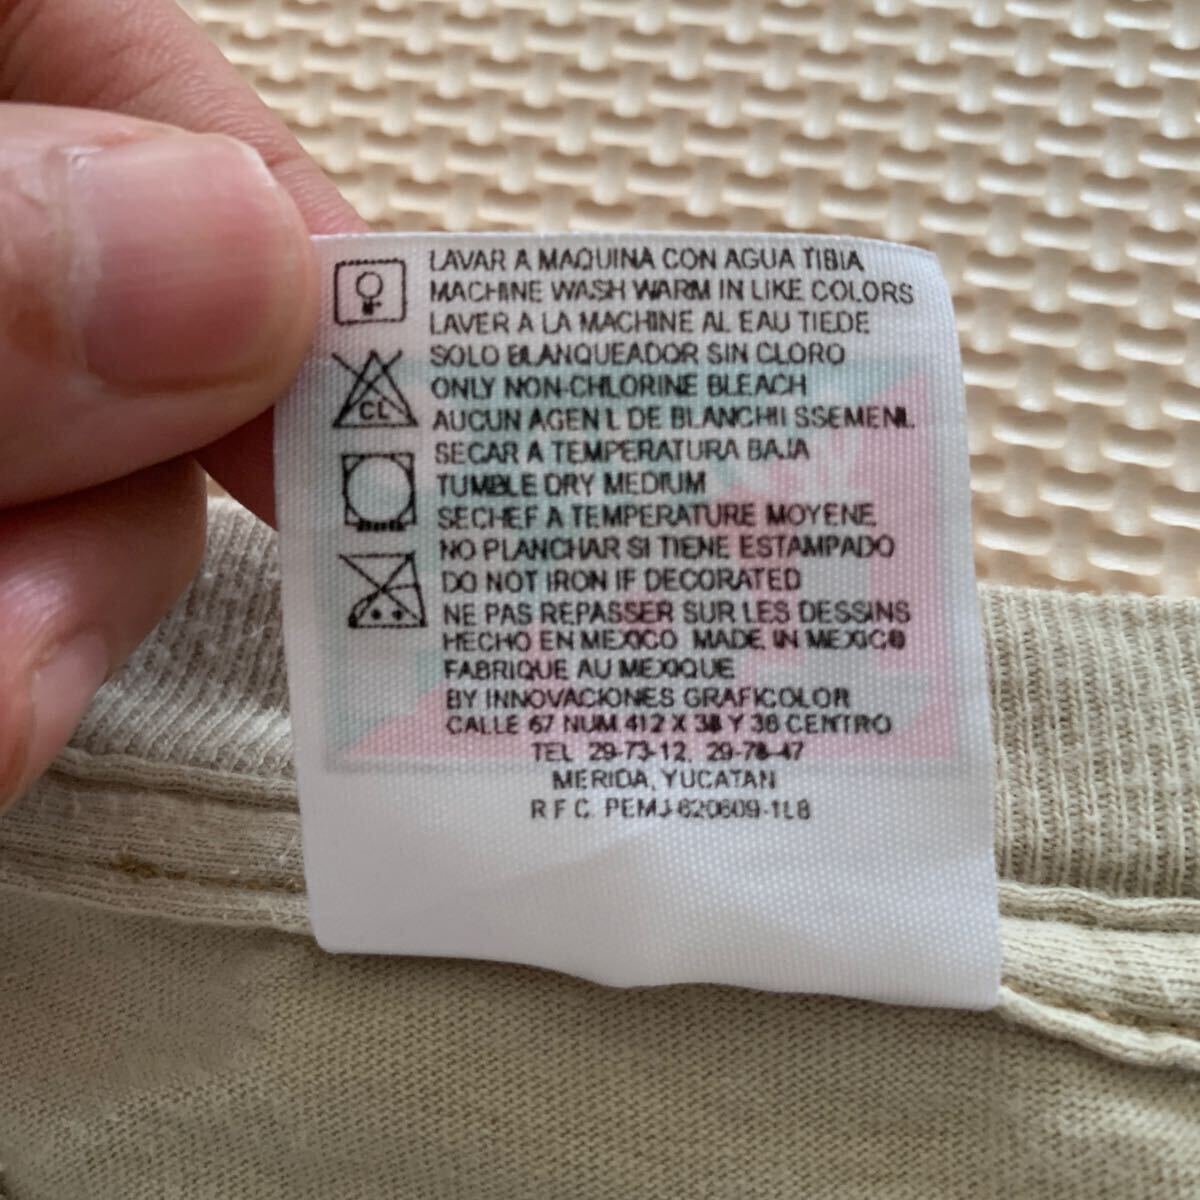 LAVAR A MAQUINA CON AGUA TIBIA
MACHINE WASH WARM IN LIKE COLORS
LAVER A LA MACHINE AL EAU TIEDE
SOLO BLANQUEADOR SIN CLORO
CL
ONLY NON-CHLORINE BLEACH
AUCUN AGEN L DE BLANCHII SSEMENL
SECAR A TEMPERATURA BAJA
TUMBLE DRY MEDIUM
SECHEF A TEMPERATURE MOYENE
NO PLANCHAR SI TIENE ESTAMPADO
DO NOT IRON IF DECORATED
NE PAS REPASSER SUR LES DESSINS
HECHO EN MEXICO MADE IN MEXICO
FABRIQUE AU MEXIQUE
BY INNOVACIONES GRAFICOLOR
CALLE 67 NUM 412 X Y 36 CENTRO
TEL 29-73-12, 29-78-47
MERIDA, YUCATAN
R F C. PEMJ-620609-1L8